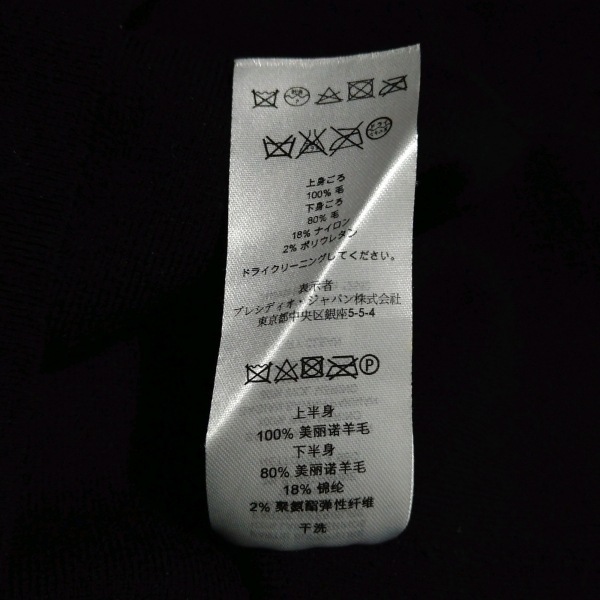 上身ごろ
100% 毛
下身ごろ
80% 毛
18% ナイロン
2% ポリウレタン
ドライクリーニングしてください。
表示者
プレシディオ・ジャパン株式会社
東京都中央区銀座5-5-4
P
上半身
100% 美丽诺羊毛
下半身
80% 美丽诺羊毛
18% 锦纶
2% 聚氨酯弹性纤维
干洗